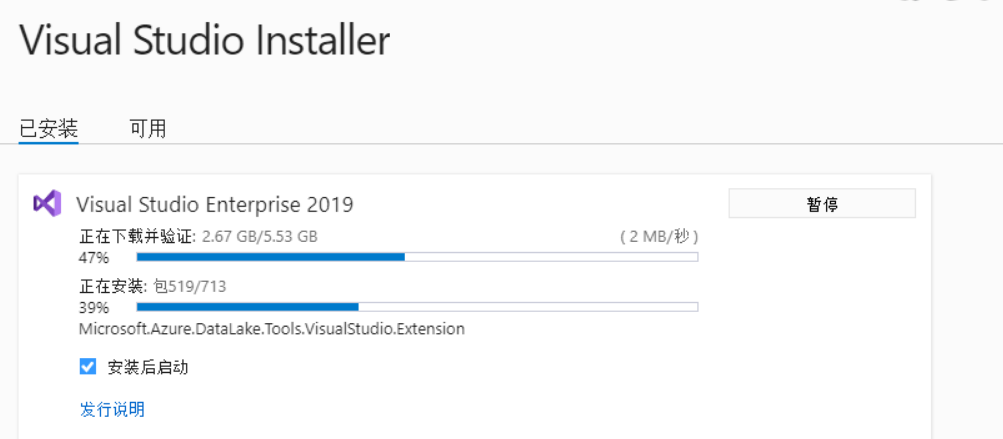 Visual Studio Installer
已安装 可用
Visual Studio Enterprise 2019 暂停
正在下载并验证: 2.67 GB/5.53 GB ( 2 MB/秒 )
47%
正在安装: 包519/713
39%
Microsoft.Azure.DataLake.Tools.VisualStudio.Extension
安装后启动
发行说明